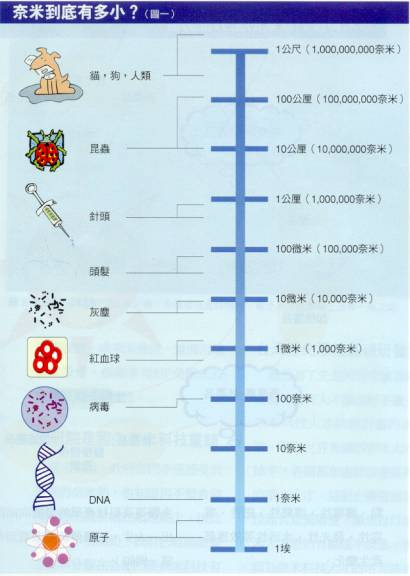 奈米到底有多小？(圖一)
1公尺（1,000,000,000奈米）
貓，狗，人類
100公厘（100,000,000奈米）
昆蟲
10公厘（10,000,000奈米）
1公厘（1,000,000奈米）
針頭
100微米（100,000奈米）
頭髮
10微米（10,000奈米）
灰塵
1微米（1,000奈米）
紅血球
100奈米
病毒
10奈米
DNA
1奈米
原子
1埃